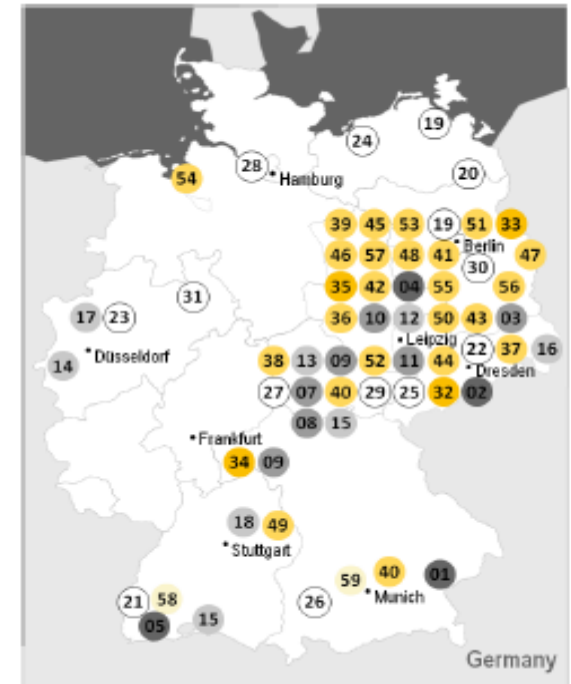 19
24
28
Hamburg
20
54
39 45 53 19 51 33
Berlin
46 57 48 41 47
30
31
35 42 04 55 56
17 23
36 10 12 50 43 03
Leipzig
Düsseldorf
14
38 13 09 52 11 44 22 37 16
Dresden
27 07 40 29 25 32 02
08 15
Frankfurt
34 09
18 49
Stuttgart
59 40 01
Munich
21 58 26
05 15
Germany